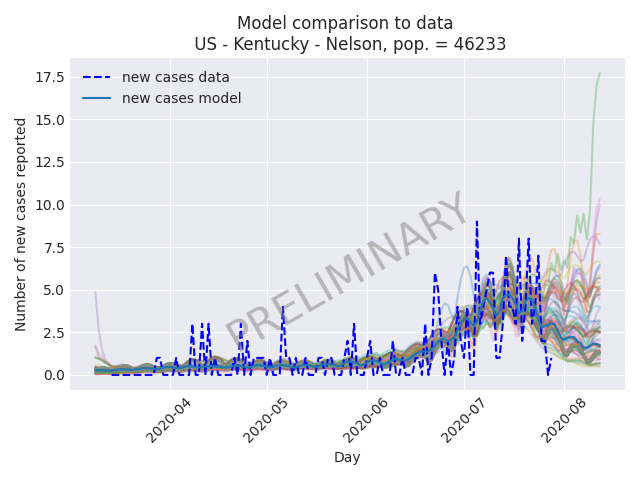 Model comparison to data
US - Kentucky - Nelson, pop. = 46233
new cases data
new cases model
PRELIMINARY
Number of new cases reported
17.5
15.0
12.5
10.0
7.5
5.0
2.5
0.0
2020-04
2020-05
2020-06
2020-07
2020-08
Day